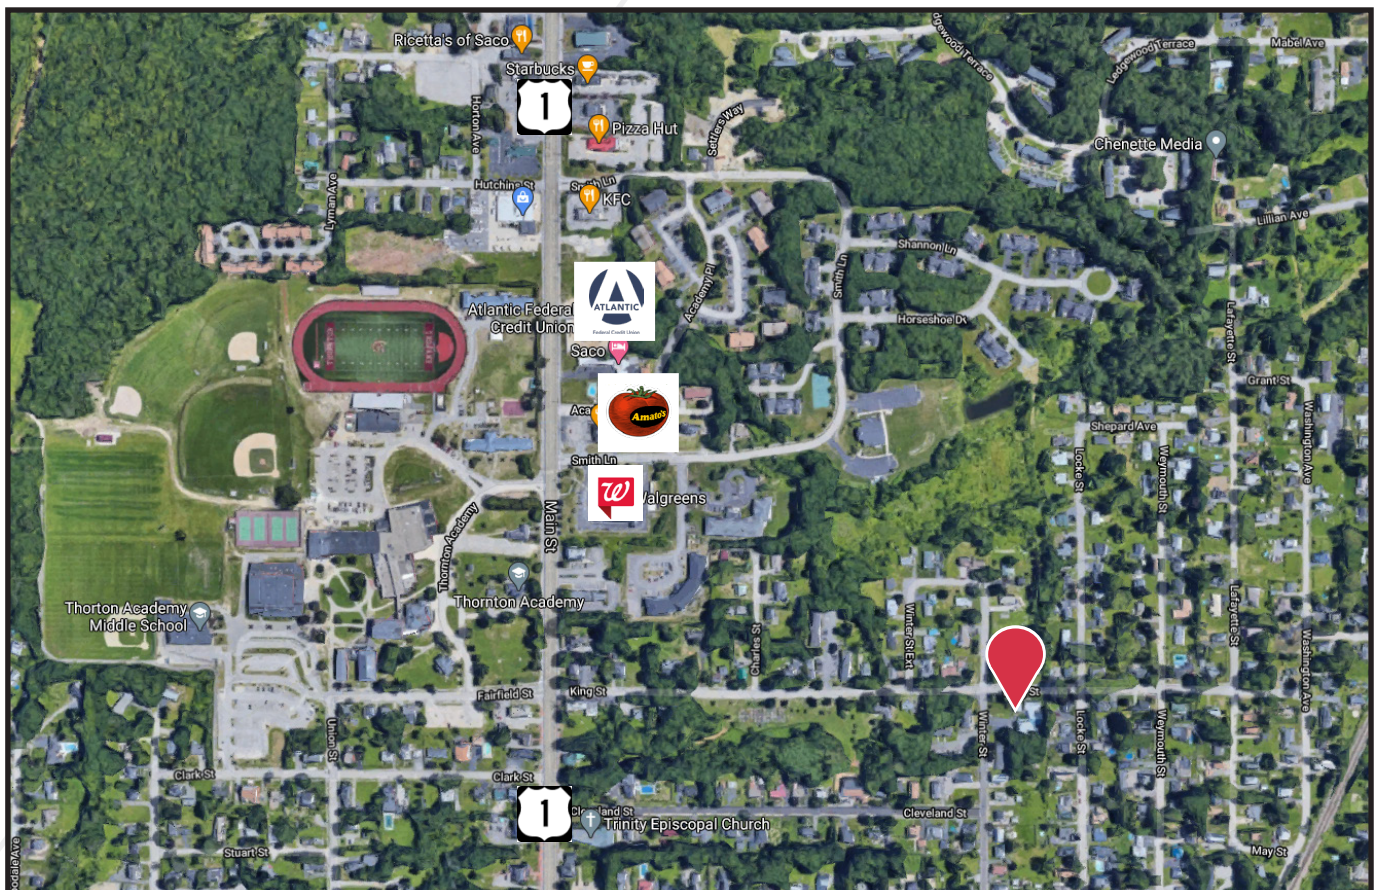 Ricetta's of Saco
Starbucks
1
Horton Ave
Pizza Hut
Settlers Way
Ledgewood Terrace
Mabel Ave
Chenette Media
Hutchins St
Smith Ln
KFC
Lyman Ave
Lillian Ave
Shannon Ln
Smith Ln
Academy Pl
Horseshoe Dr
ATLANTIC
Federal Credit Union
Atlantic Federal
Credit Union
Saco
Amato's
Smith Ln
W
Walgreens
Main St
Thornton Academy
Thornton Academy
Thorton Academy
Middle School
Lafayette St
Grant St
Washington Ave
Shepard Ave
Locke St
Weymouth St
Charles St
Winter St Ext
Lafayette St
Washington Ave
Fairfield St
King St
St
Winter St
Locke St
Weymouth St
Union St
Clark St
Clark St
1
Cleveland St
Cleveland St
Trinity Episcopal Church
Stuart St
May St